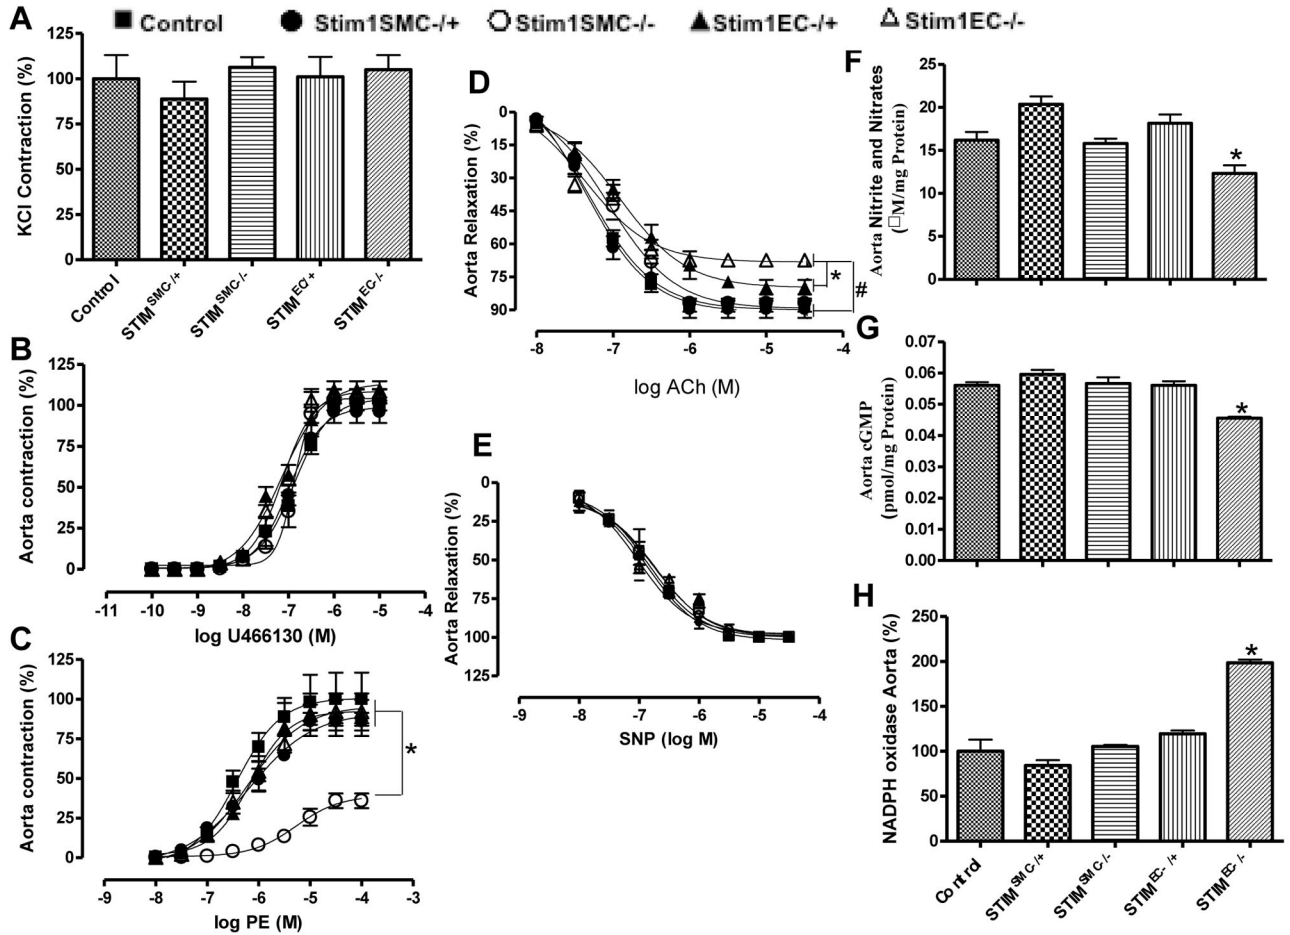 A
Control Stim1SMC-/+ Stim1SMC-/- Stim1EC-/+ Stim1EC-/-
KCl Contraction (%)
125
100
75
50
25
0
Control STIM SMC-/+ STIM SMC-/- STIM EC/+ STIM EC-/-
B
Aorta contraction (%)
125
100
75
50
25
0
-11 -10 -9 -8 -7 -6 -5 -4
log U466130 (M)
C
Aorta contraction (%)
125
100
75
50
25
0
*
-9 -8 -7 -6 -5 -4 -3
log PE (M)
D
Aorta Relaxation (%)
0
15
30
45
60
75
90
* #
-8 -7 -6 -5 -4
log ACh (M)
E
Aorta Relaxation (%)
0
25
50
75
100
125
-9 -8 -7 -6 -5 -4
SNP (log M)
F
Aorta Nitrite and Nitrates
(□M/mg Protein)
25
20
15
10
5
0
*
G
Aorta cGMP
(pmol/mg Protein)
0.07
0.06
0.05
0.04
0.03
0.02
0.01
0.00
*
H
NADPH oxidase Aorta (%)
250
200
150
100
50
0
*
Control STIM SMC-/+ STIM SMC-/- STIM EC-/+ STIM EC-/-